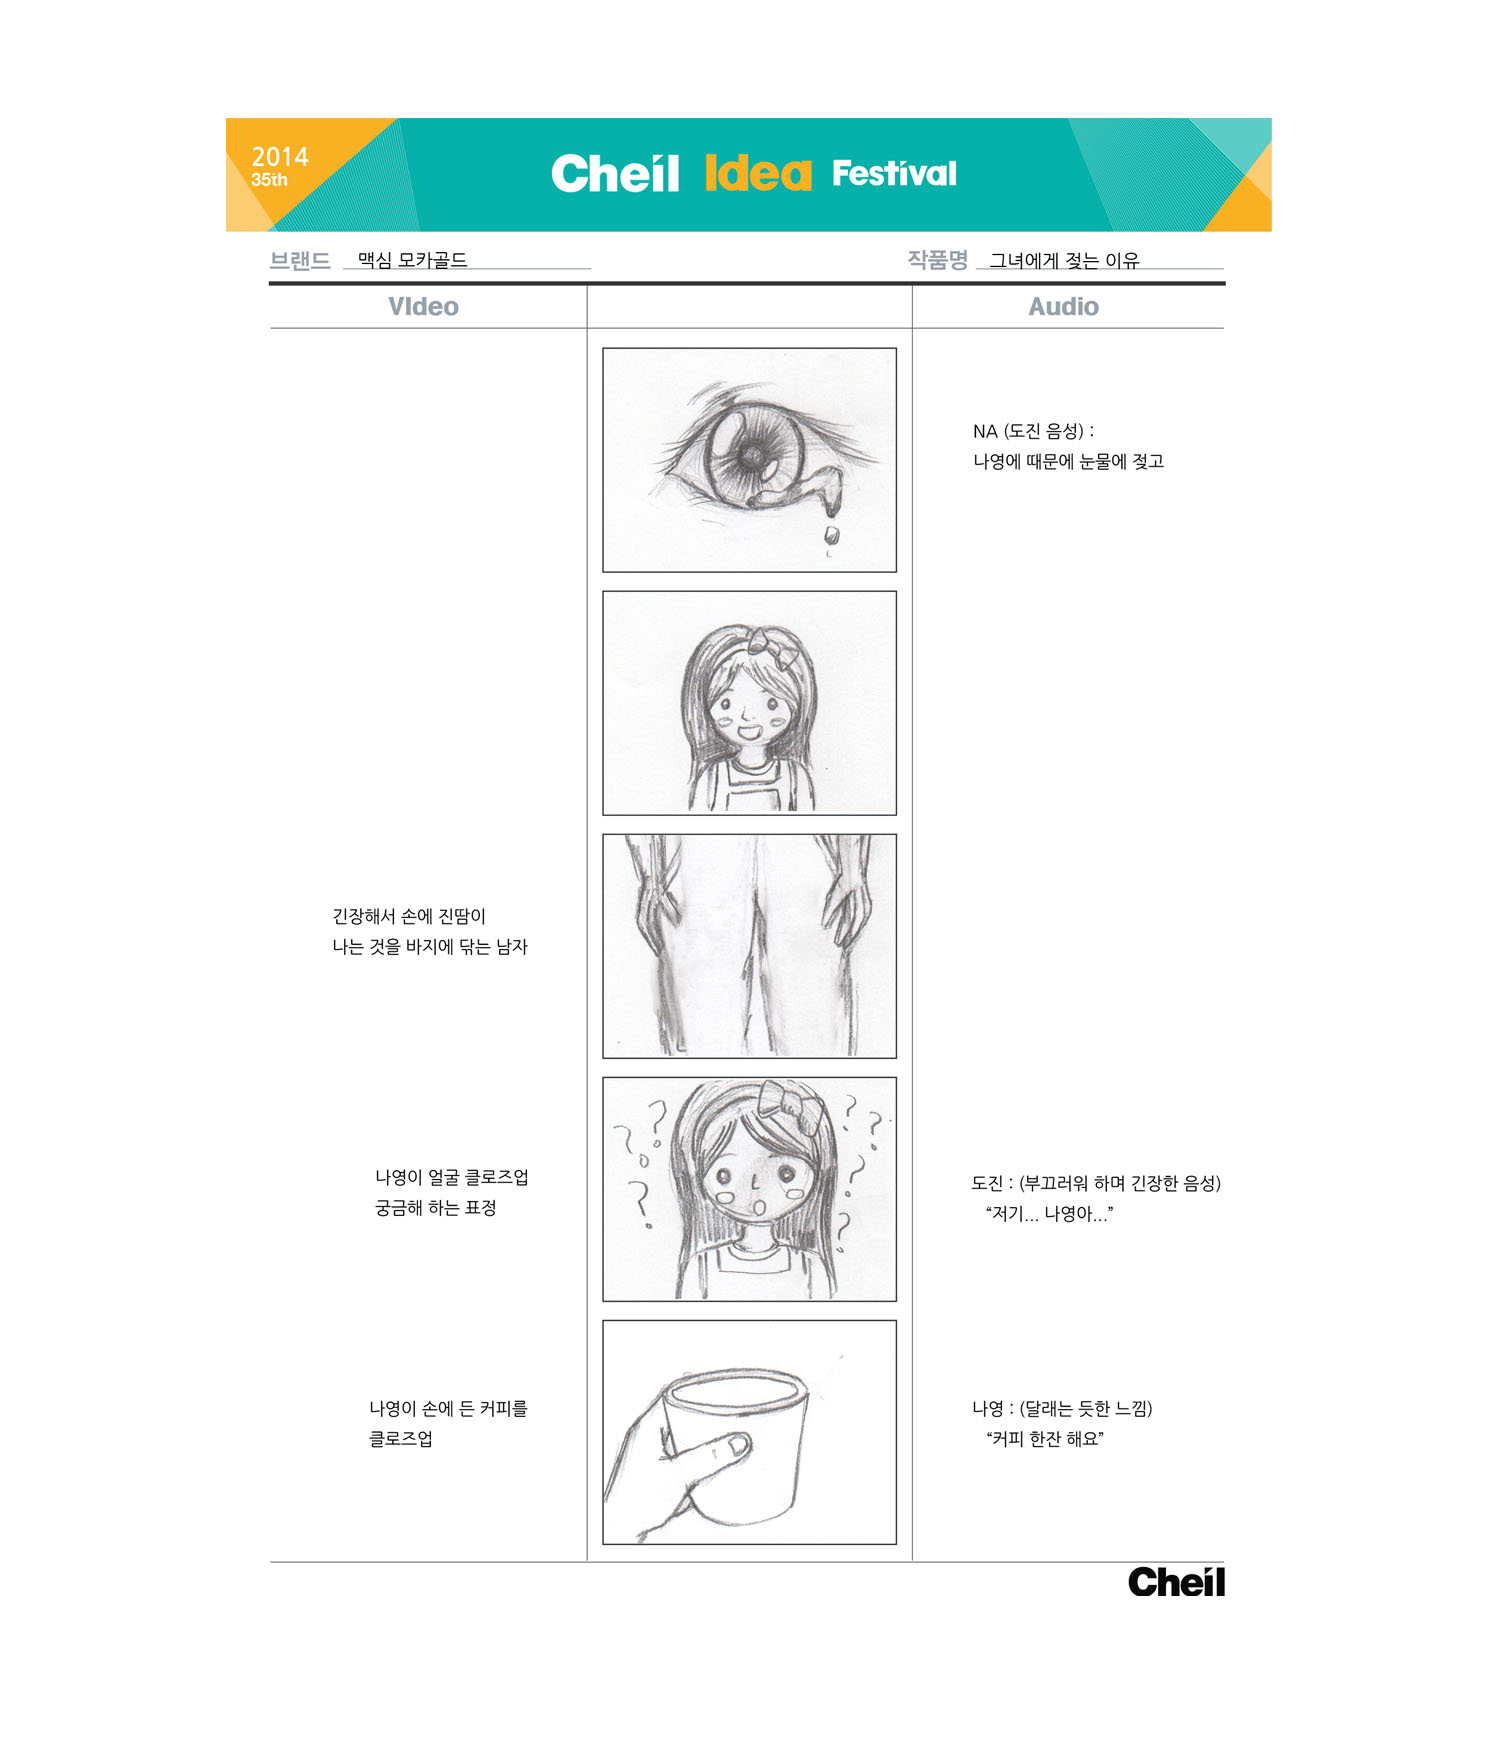 2014
35th
Cheil Idea Festival
브랜드 맥심 모카골드
작품명 그녀에게 젖는 이유
VIdeo
Audio
NA (도진 음성) :
나영에 때문에 눈물에 젖고
긴장해서 손에 진땀이
나는 것을 바지에 닦는 남자
나영이 얼굴 클로즈업
궁금해 하는 표정
도진 : (부끄러워 하며 긴장한 음성)
“저기... 나영아...”
나영이 손에 든 커피를
클로즈업
나영 : (달래는 듯한 느낌)
“커피 한잔 해요”
Cheil